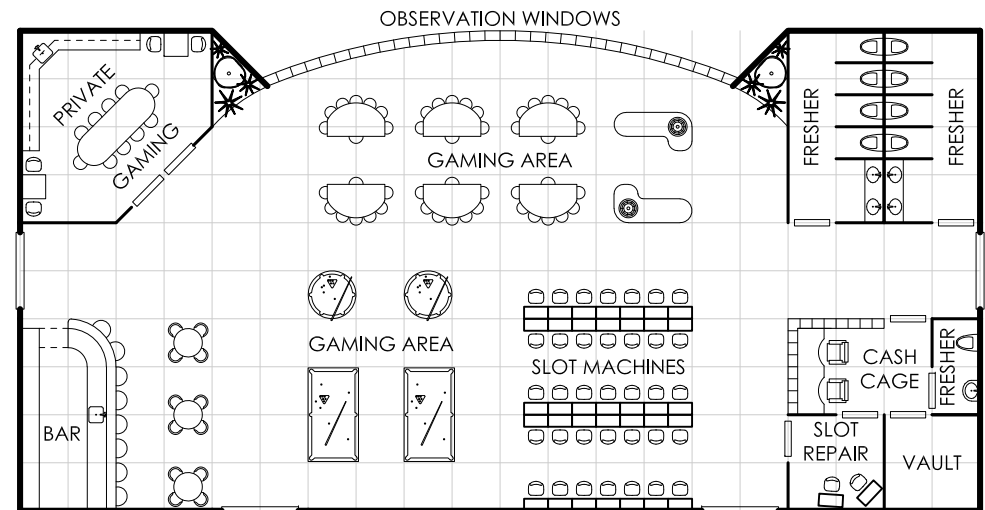 OBSERVATION WINDOWS
PRIVATE
GAMING
GAMING AREA
FRESHER
FRESHER
GAMING AREA
SLOT MACHINES
CASH
CAGE
FRESHER
BAR
SLOT
REPAIR
VAULT